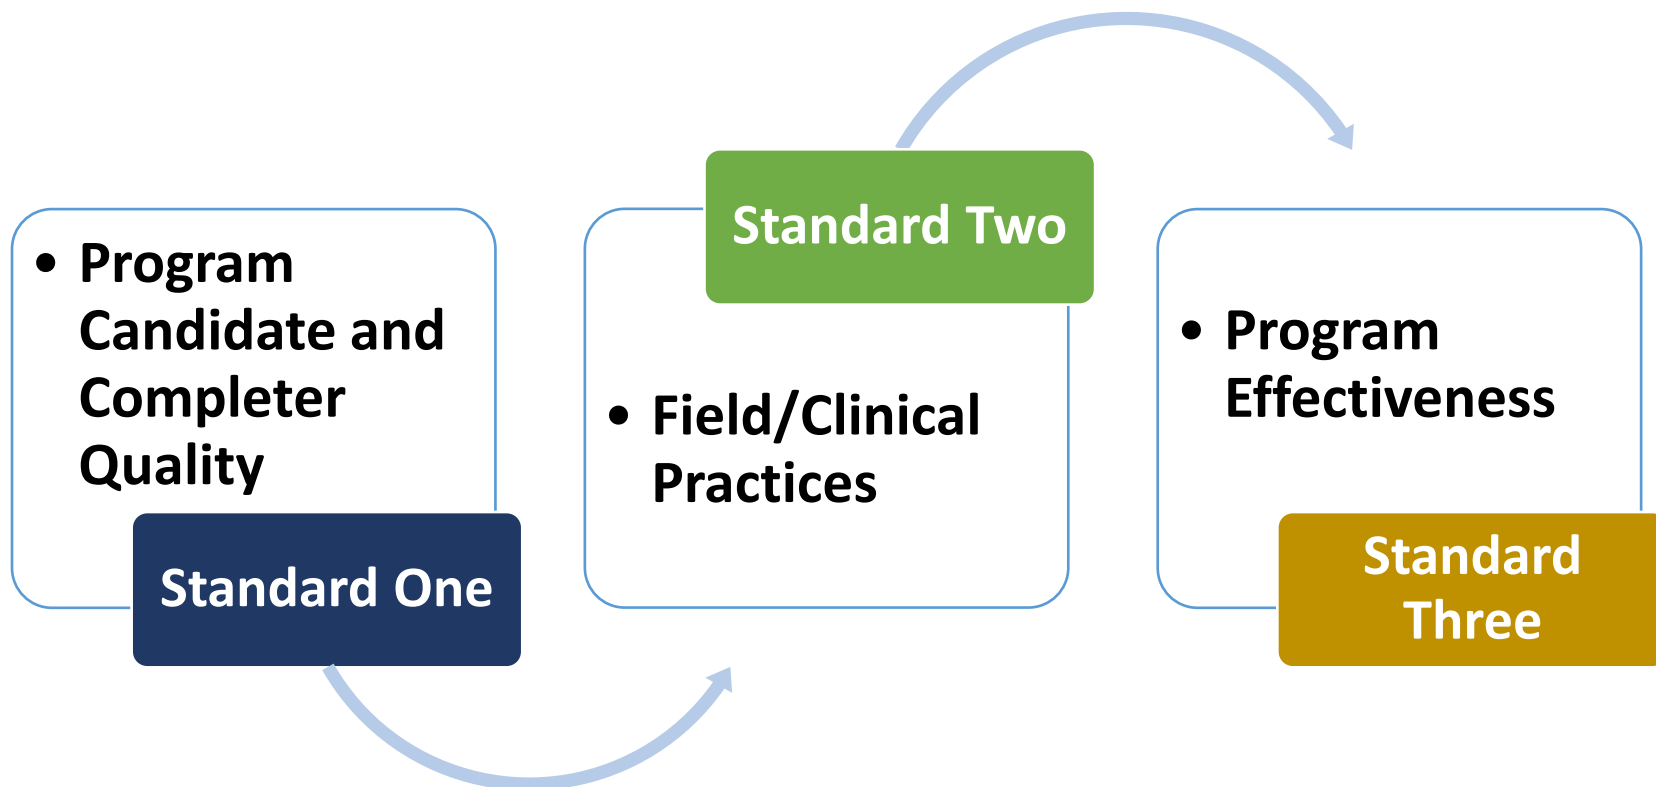 • Program
Candidate and
Completer
Quality
Standard One
Standard Two
• Field/Clinical
Practices
• Program
Effectiveness
Standard
Three